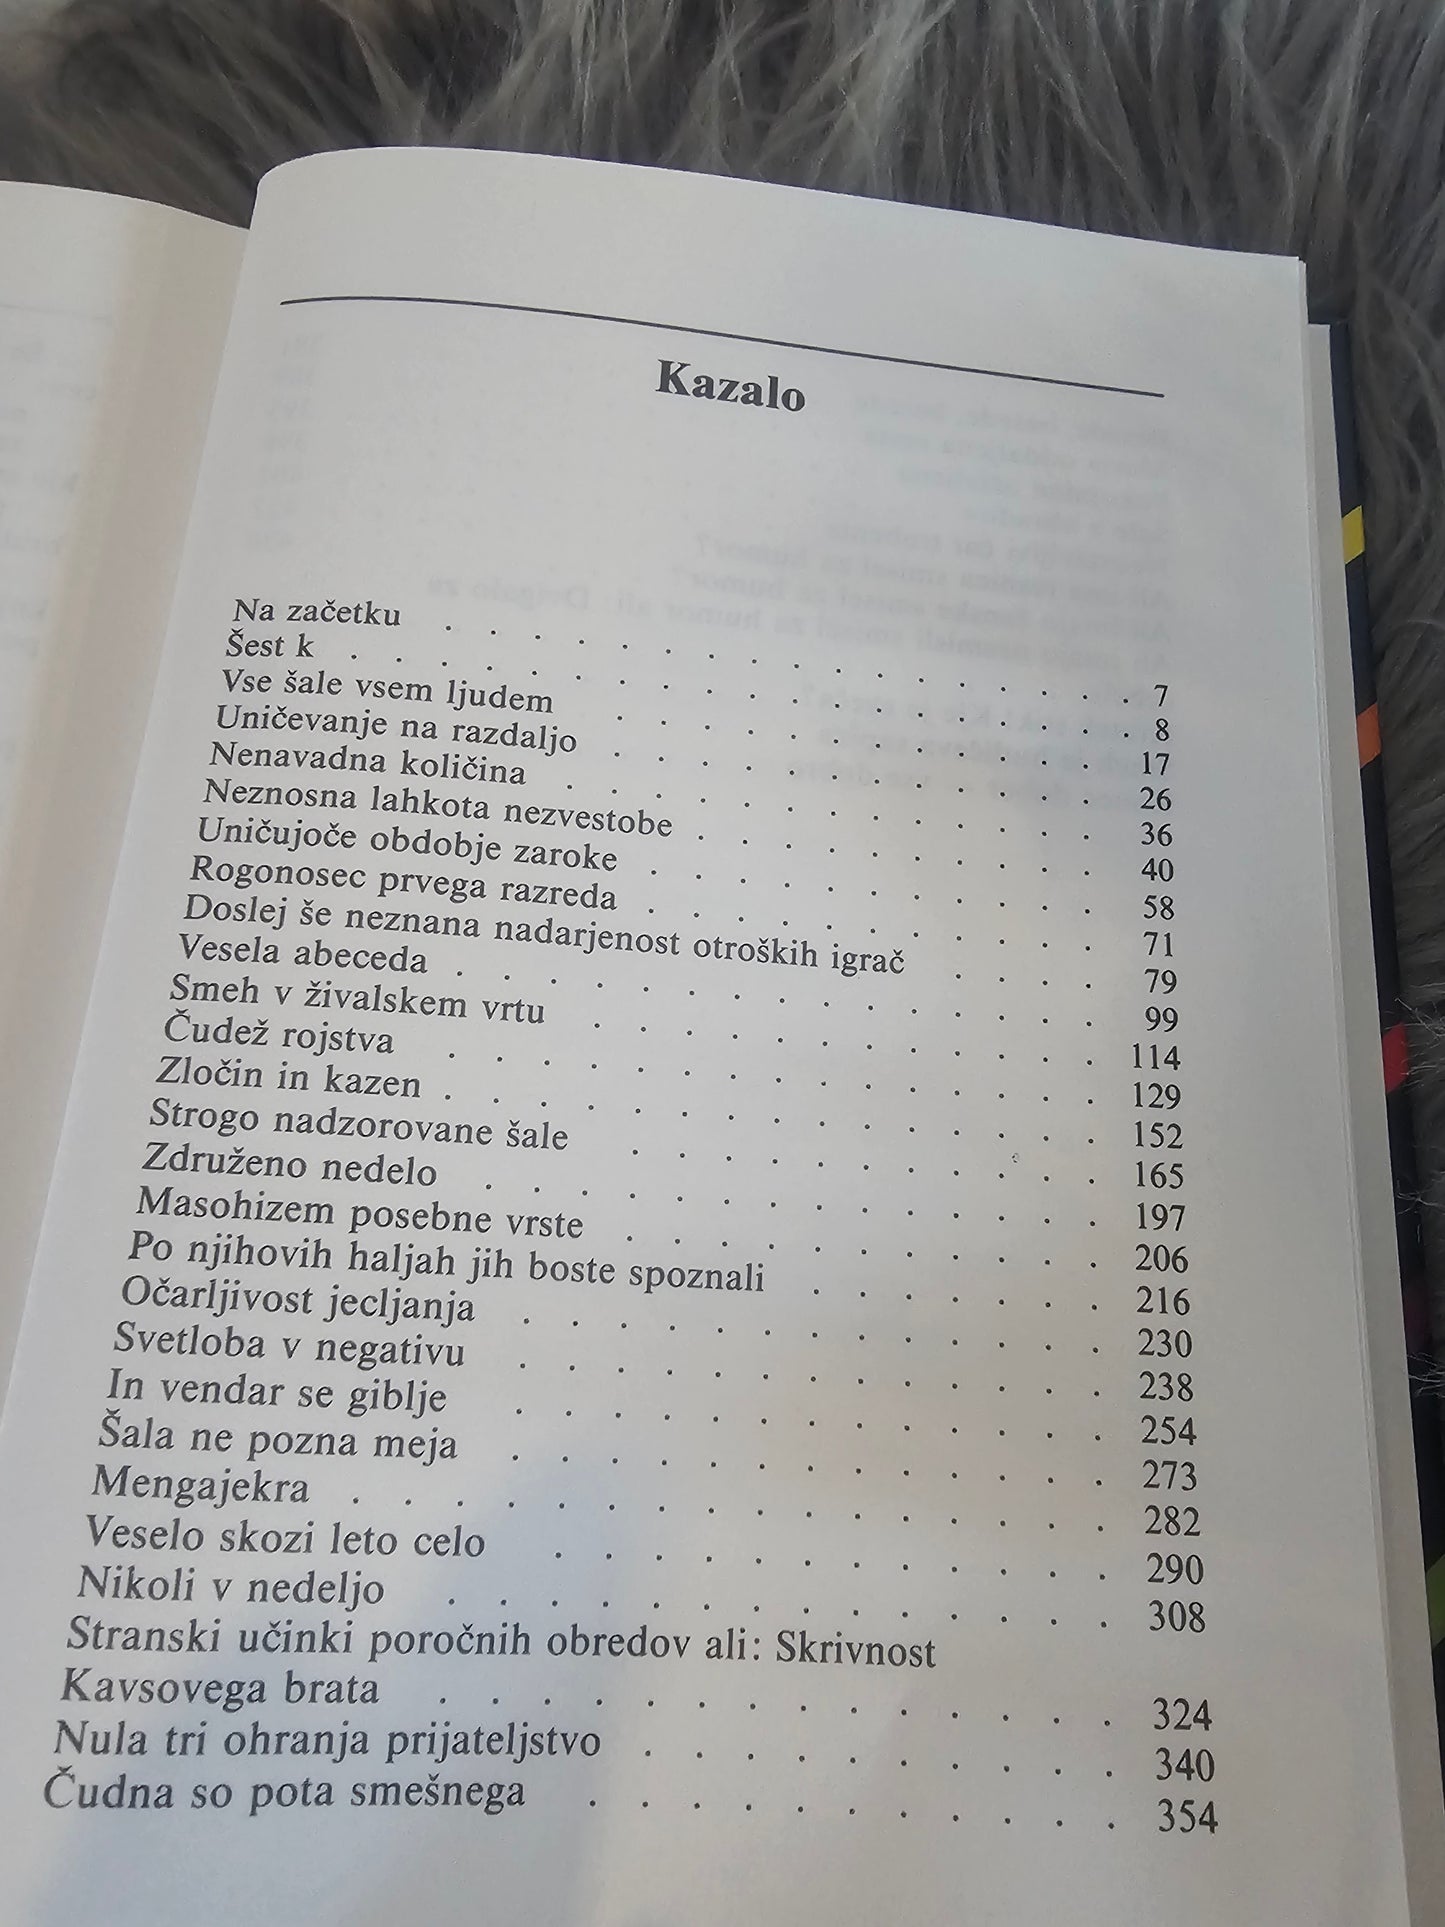 Kazalo
Na začetku . . . . . . . . . . . . . . . . . 7
Šest k . . . . . . . . . . . . . . . . . . . 8
Vse šale vsem ljudem . . . . . . . . . . . . 17
Uničevanje na razdaljo . . . . . . . . . . . 26
Nenavadna količina . . . . . . . . . . . . . 36
Neznosna lahkota nezvestobe . . . . . . . . . 40
Uničujoče obdobje zaroke . . . . . . . . . . 58
Rogonosec prvega razreda . . . . . . . . . . 71
Doslej še neznana nadarjenost otroških igrač . . . . 79
Vesela abeceda . . . . . . . . . . . . . . . 99
Smeh v živalskem vrtu . . . . . . . . . . . . 114
Čudež rojstva . . . . . . . . . . . . . . . 129
Zločin in kazen . . . . . . . . . . . . . . 152
Strogo nadzorovane šale . . . . . . . . . . 165
Združeno nedelo . . . . . . . . . . . . . . 197
Masohizem posebne vrste . . . . . . . . . . 206
Po njihovih haljah jih boste spoznali . . . . . . . 216
Očarljivost jecljanja . . . . . . . . . . . . 230
Svetloba v negativu . . . . . . . . . . . . 238
In vendar se giblje . . . . . . . . . . . . 254
Šala ne pozna meja . . . . . . . . . . . . 273
Mengajekra . . . . . . . . . . . . . . . 282
Veselo skozi leto celo . . . . . . . . . . . 290
Nikoli v nedeljo . . . . . . . . . . . . . 308
Stranski učinki poročnih obredov ali: Skrivnost
Kavsovega brata . . . . . . . . . . . . . . 324
Nula tri ohranja prijateljstvo . . . . . . . . . . 340
Čudna so pota smešnega . . . . . . . . . . . 354